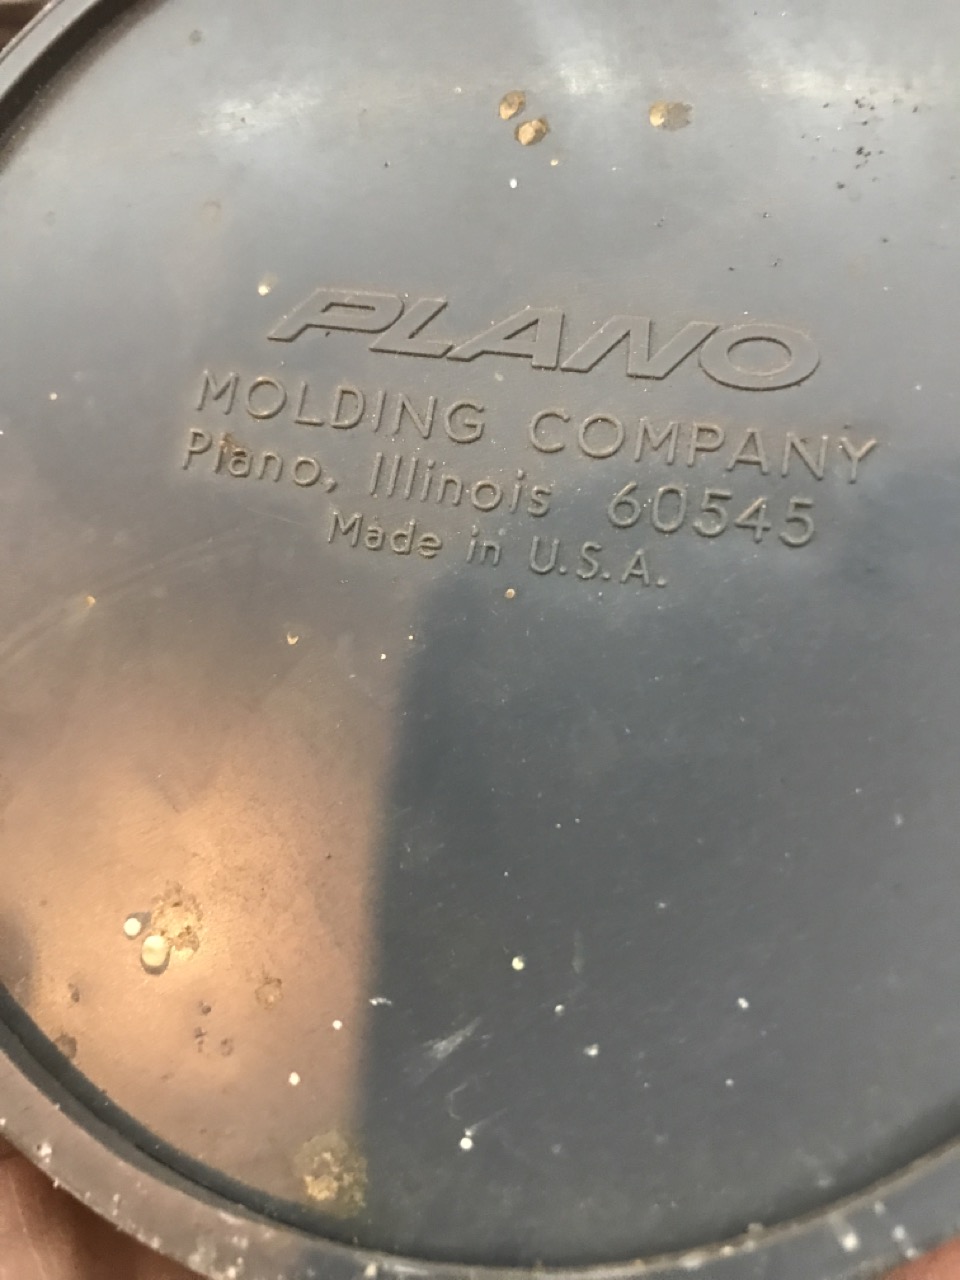 PLANO
MOLDING COMPANY
Plano, Illinois 60545
Made in U.S.A.